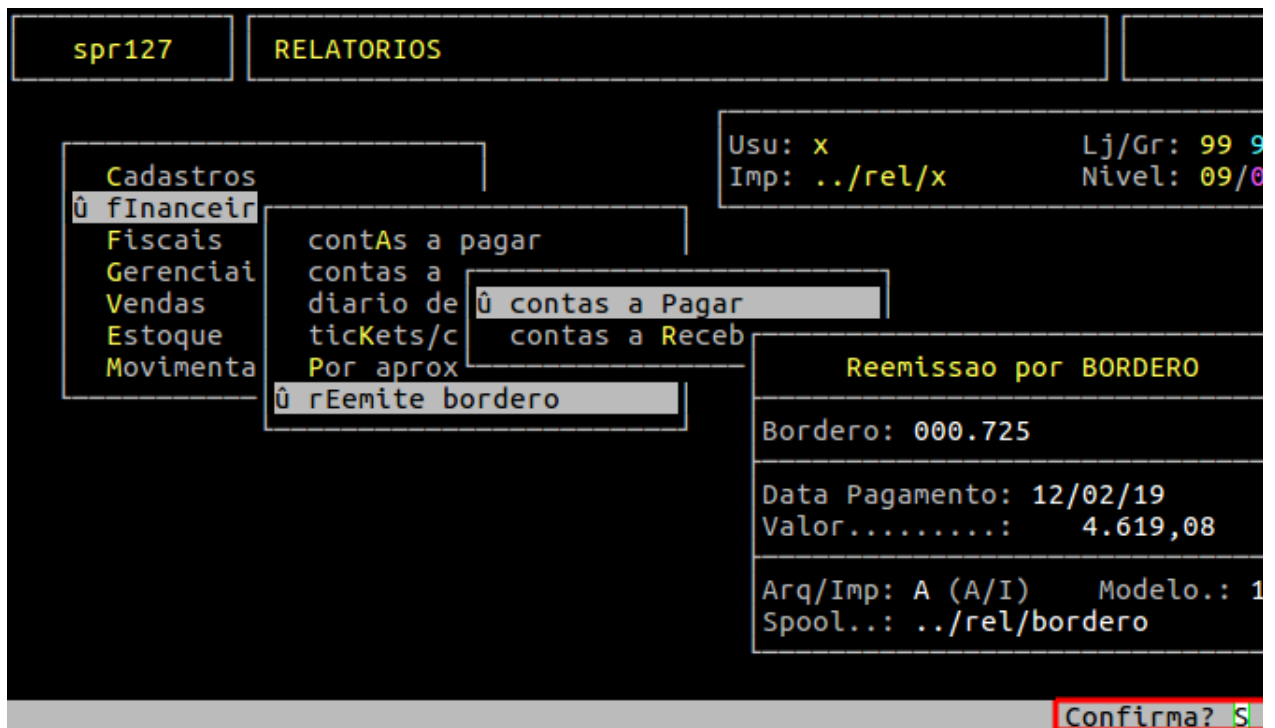 spr127 RELATORIOS
Usu: x Lj/Gr: 99 9
Imp: ../rel/x Nivel: 09/0
Cadastros
û fInanceir
Fiscais
Gerenciai
Vendas
Estoque
Movimenta
contAs a pagar
contas a
diario de
ticKets/c
Por aprox
û rEemite bordero
û contas a Pagar
contas a Receb
Reemissao por BORDERO
Bordero: 000.725
Data Pagamento: 12/02/19
Valor.........: 4.619,08
Arq/Imp: A (A/I) Modelo.: 1
Spool..: ../rel/bordero
Confirma? S